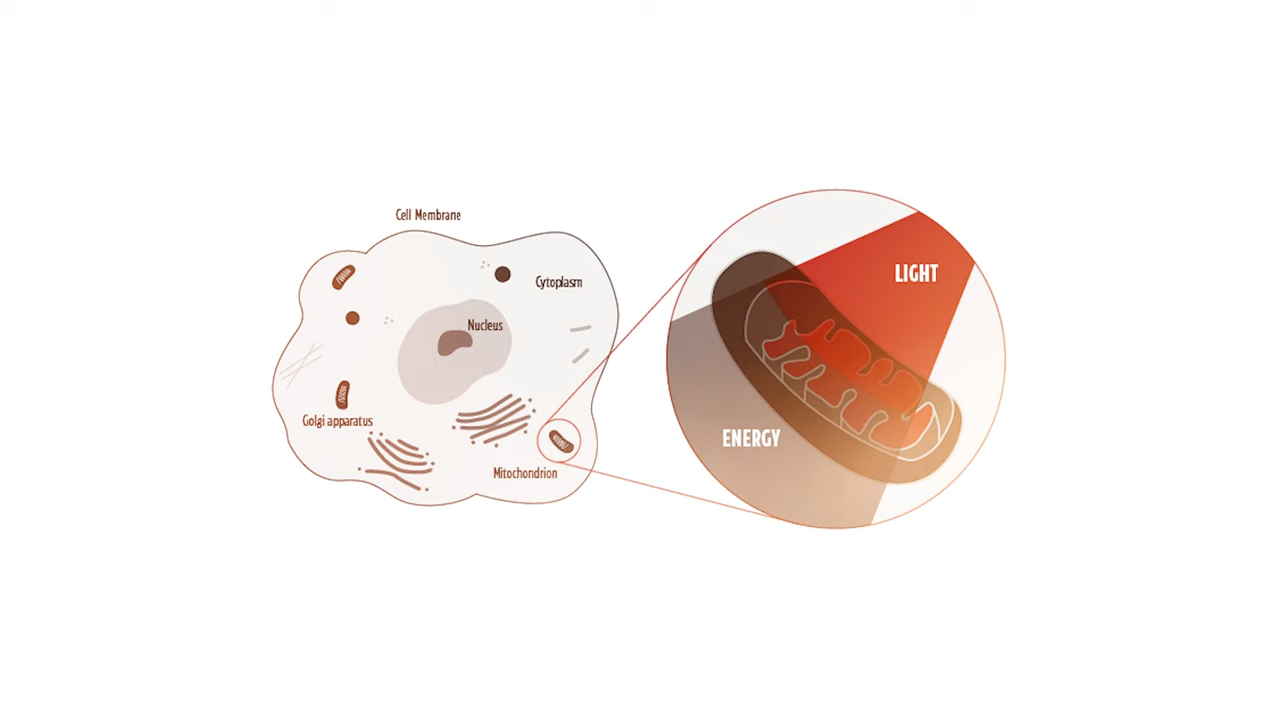 Cell Membrane
Cytoplasm
Nucleus
Golgi apparatus
Mitochondrion
LIGHT
ENERGY